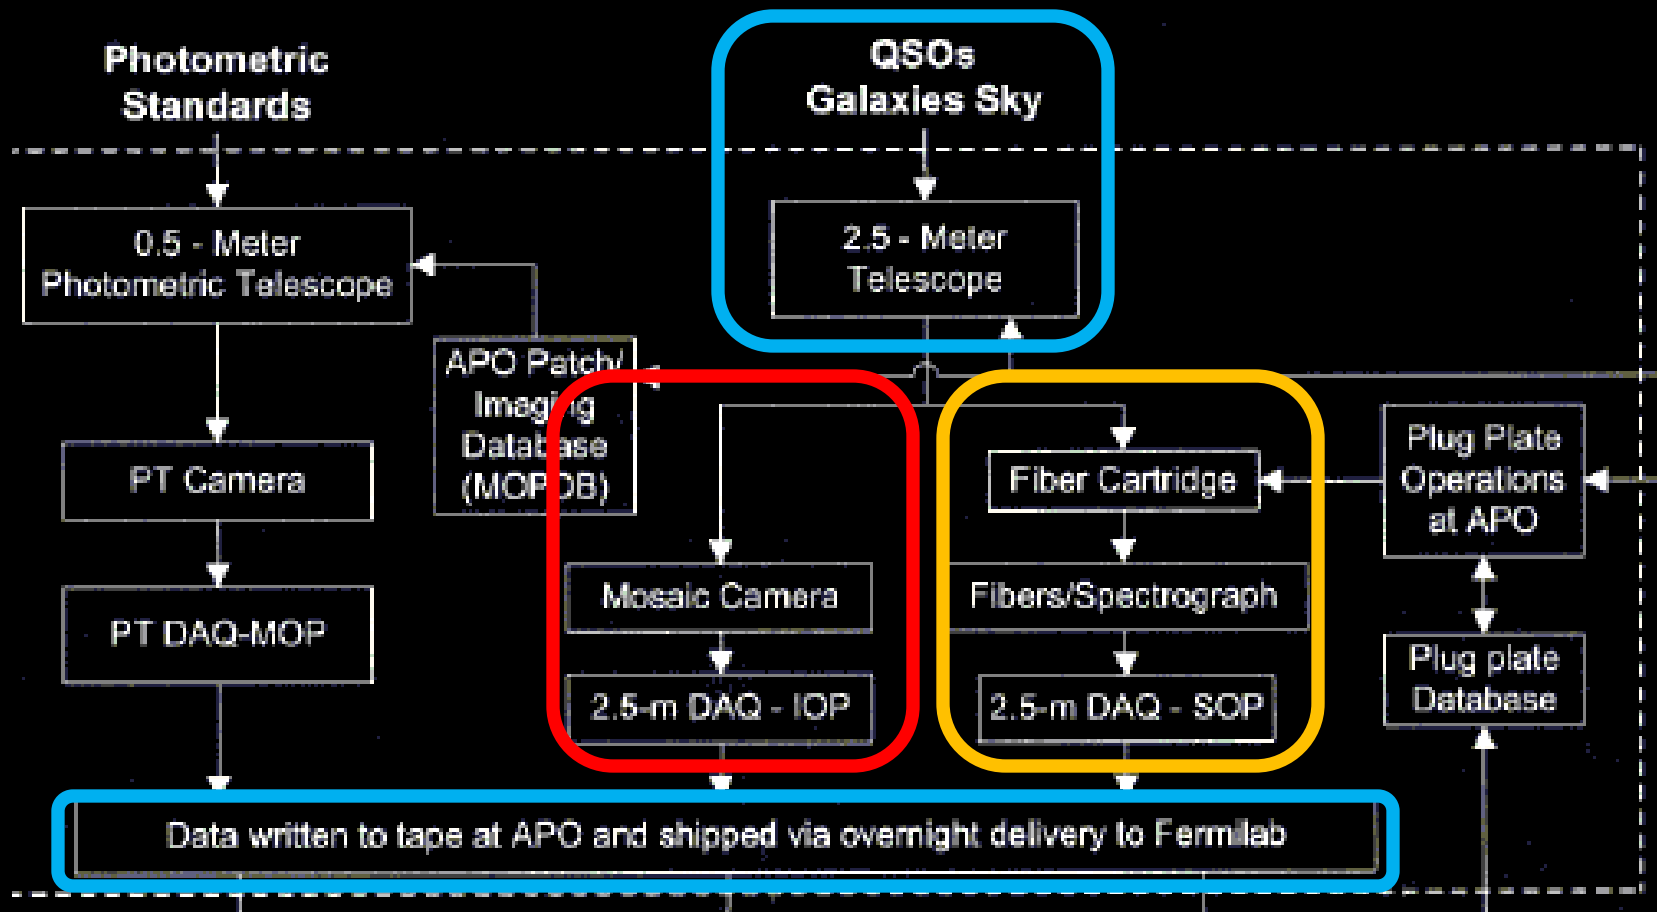 Photometric
Standards
QSOs
Galaxies Sky
0.5 - Meter
Photometric Telescope
2.5 - Meter
Telescope
APO Patch/
Imaging
Database
(MOPDB)
PT Camera
Fiber Cartridge
Plug Plate
Operations
at APO
Mosaic Camera
Fibers/Spectrograph
PT DAQ-MOP
2.5-m DAQ - IOP
2.5-m DAQ - SOP
Plug plate
Database
Data written to tape at APO and shipped via overnight delivery to Fermilab